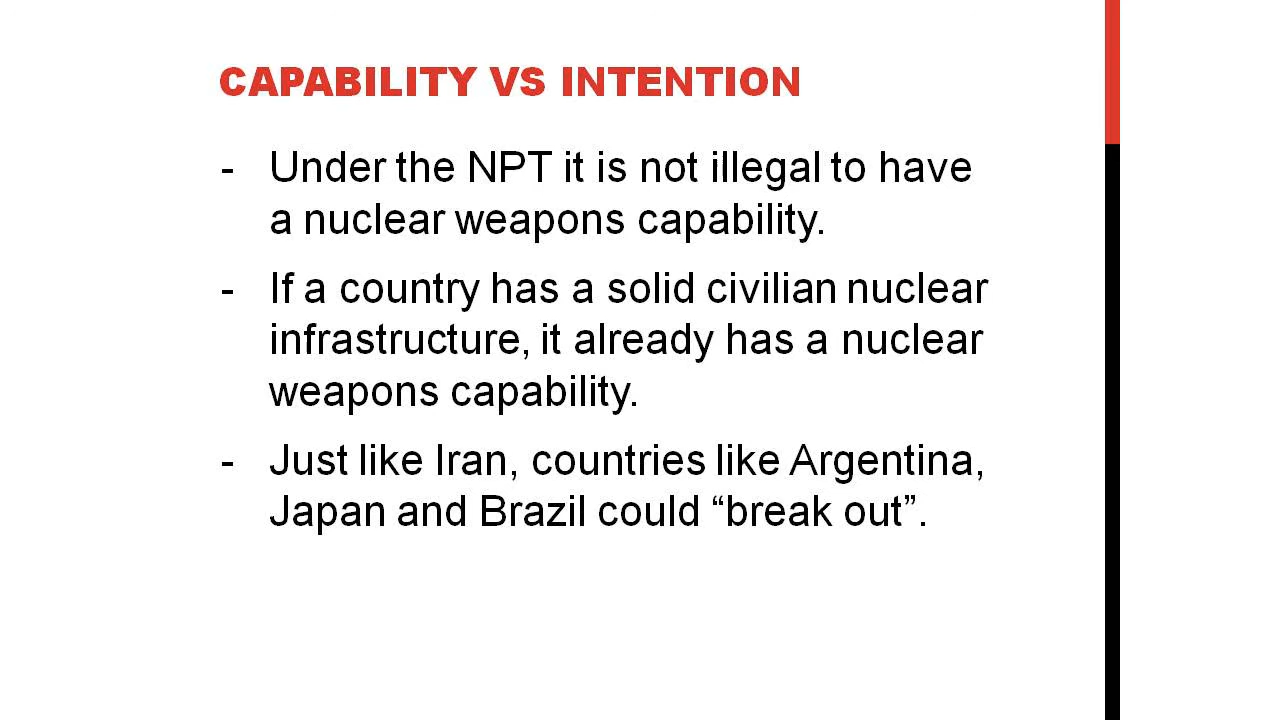 CAPABILITY VS INTENTION
- Under the NPT it is not illegal to have
a nuclear weapons capability.
- If a country has a solid civilian nuclear
infrastructure, it already has a nuclear
weapons capability.
- Just like Iran, countries like Argentina,
Japan and Brazil could “break out”.